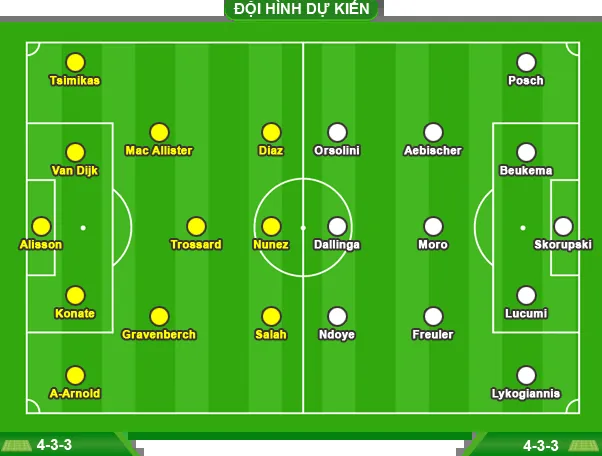 ĐỘI HÌNH DỰ KIẾN
Tsimikas
Posch
Mac Allister
Diaz
Orsolini
Aebischer
Van Dijk
Beukema
Alisson
Trossard
Nunez
Dallinga
Moro
Skorupski
Konate
Lucumi
Gravenberch
Salah
Ndoye
Freuler
A-Arnold
Lykogiannis
4-3-3
4-3-3